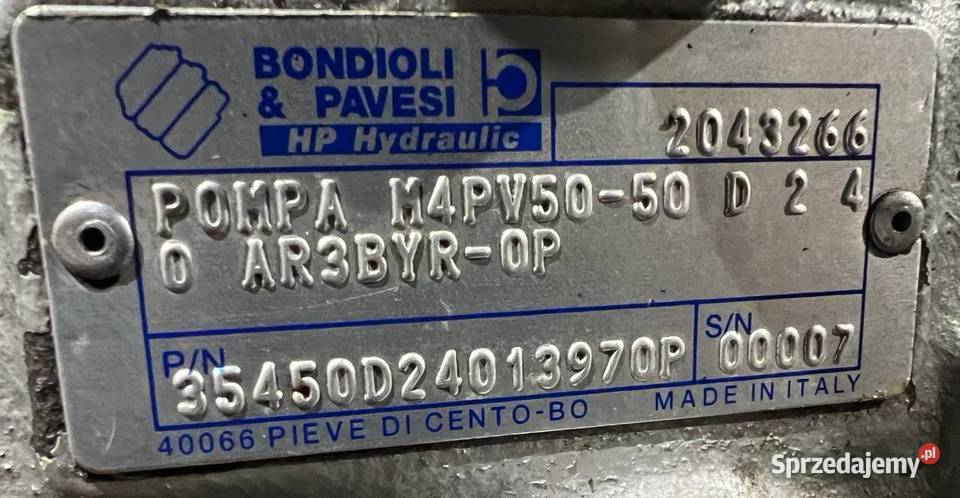 BONDIOLI
& PAVESI
HP Hydraulic
2043266
POMPA M4PV50-50 D 2 4
0 AR3BYR-0P
P/N
35450D24013970P
S/N
00007
40066 PIEVE DI CENTO-BO
MADE IN ITALY
Sprzedajemy.pl